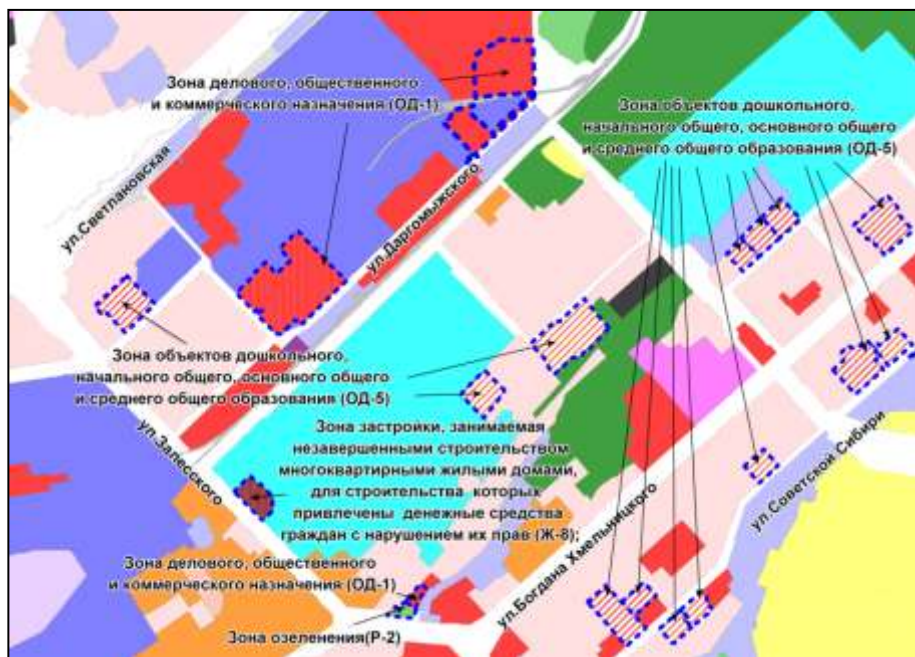 Зона делового, общественного
и коммерческого назначения (ОД-1)
Зона объектов дошкольного,
начального общего, основного общего
и среднего общего образования (ОД-5)
ул.Светлановская
ул.Даргомыжского
Зона объектов дошкольного,
начального общего, основного общего
и среднего общего образования (ОД-5)
ул.Залесского
Зона застройки, занимаемая
незавершенными строительством
многоквартирными жилыми домами,
для строительства которых
привлечены денежные средства
граждан с нарушением их прав (Ж-8);
ул.Советской Сибири
ул.Богдана Хмельницкого
Зона делового, общественного
и коммерческого назначения (ОД-1)
Зона озеленения(Р-2)